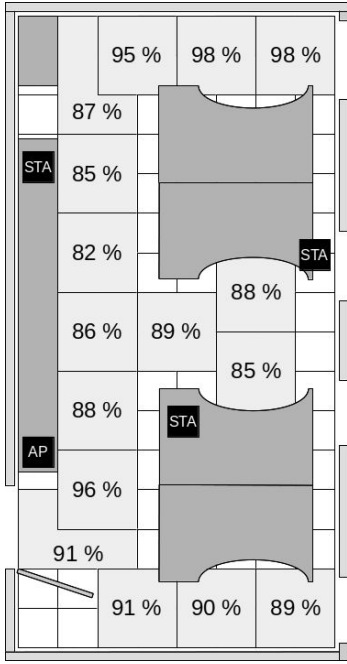 95 % 98 % 98 %
87 %
STA 85 %
82 % STA
88 %
86 % 89 %
85 %
88 % STA
AP
96 %
91 %
91 % 90 % 89 %